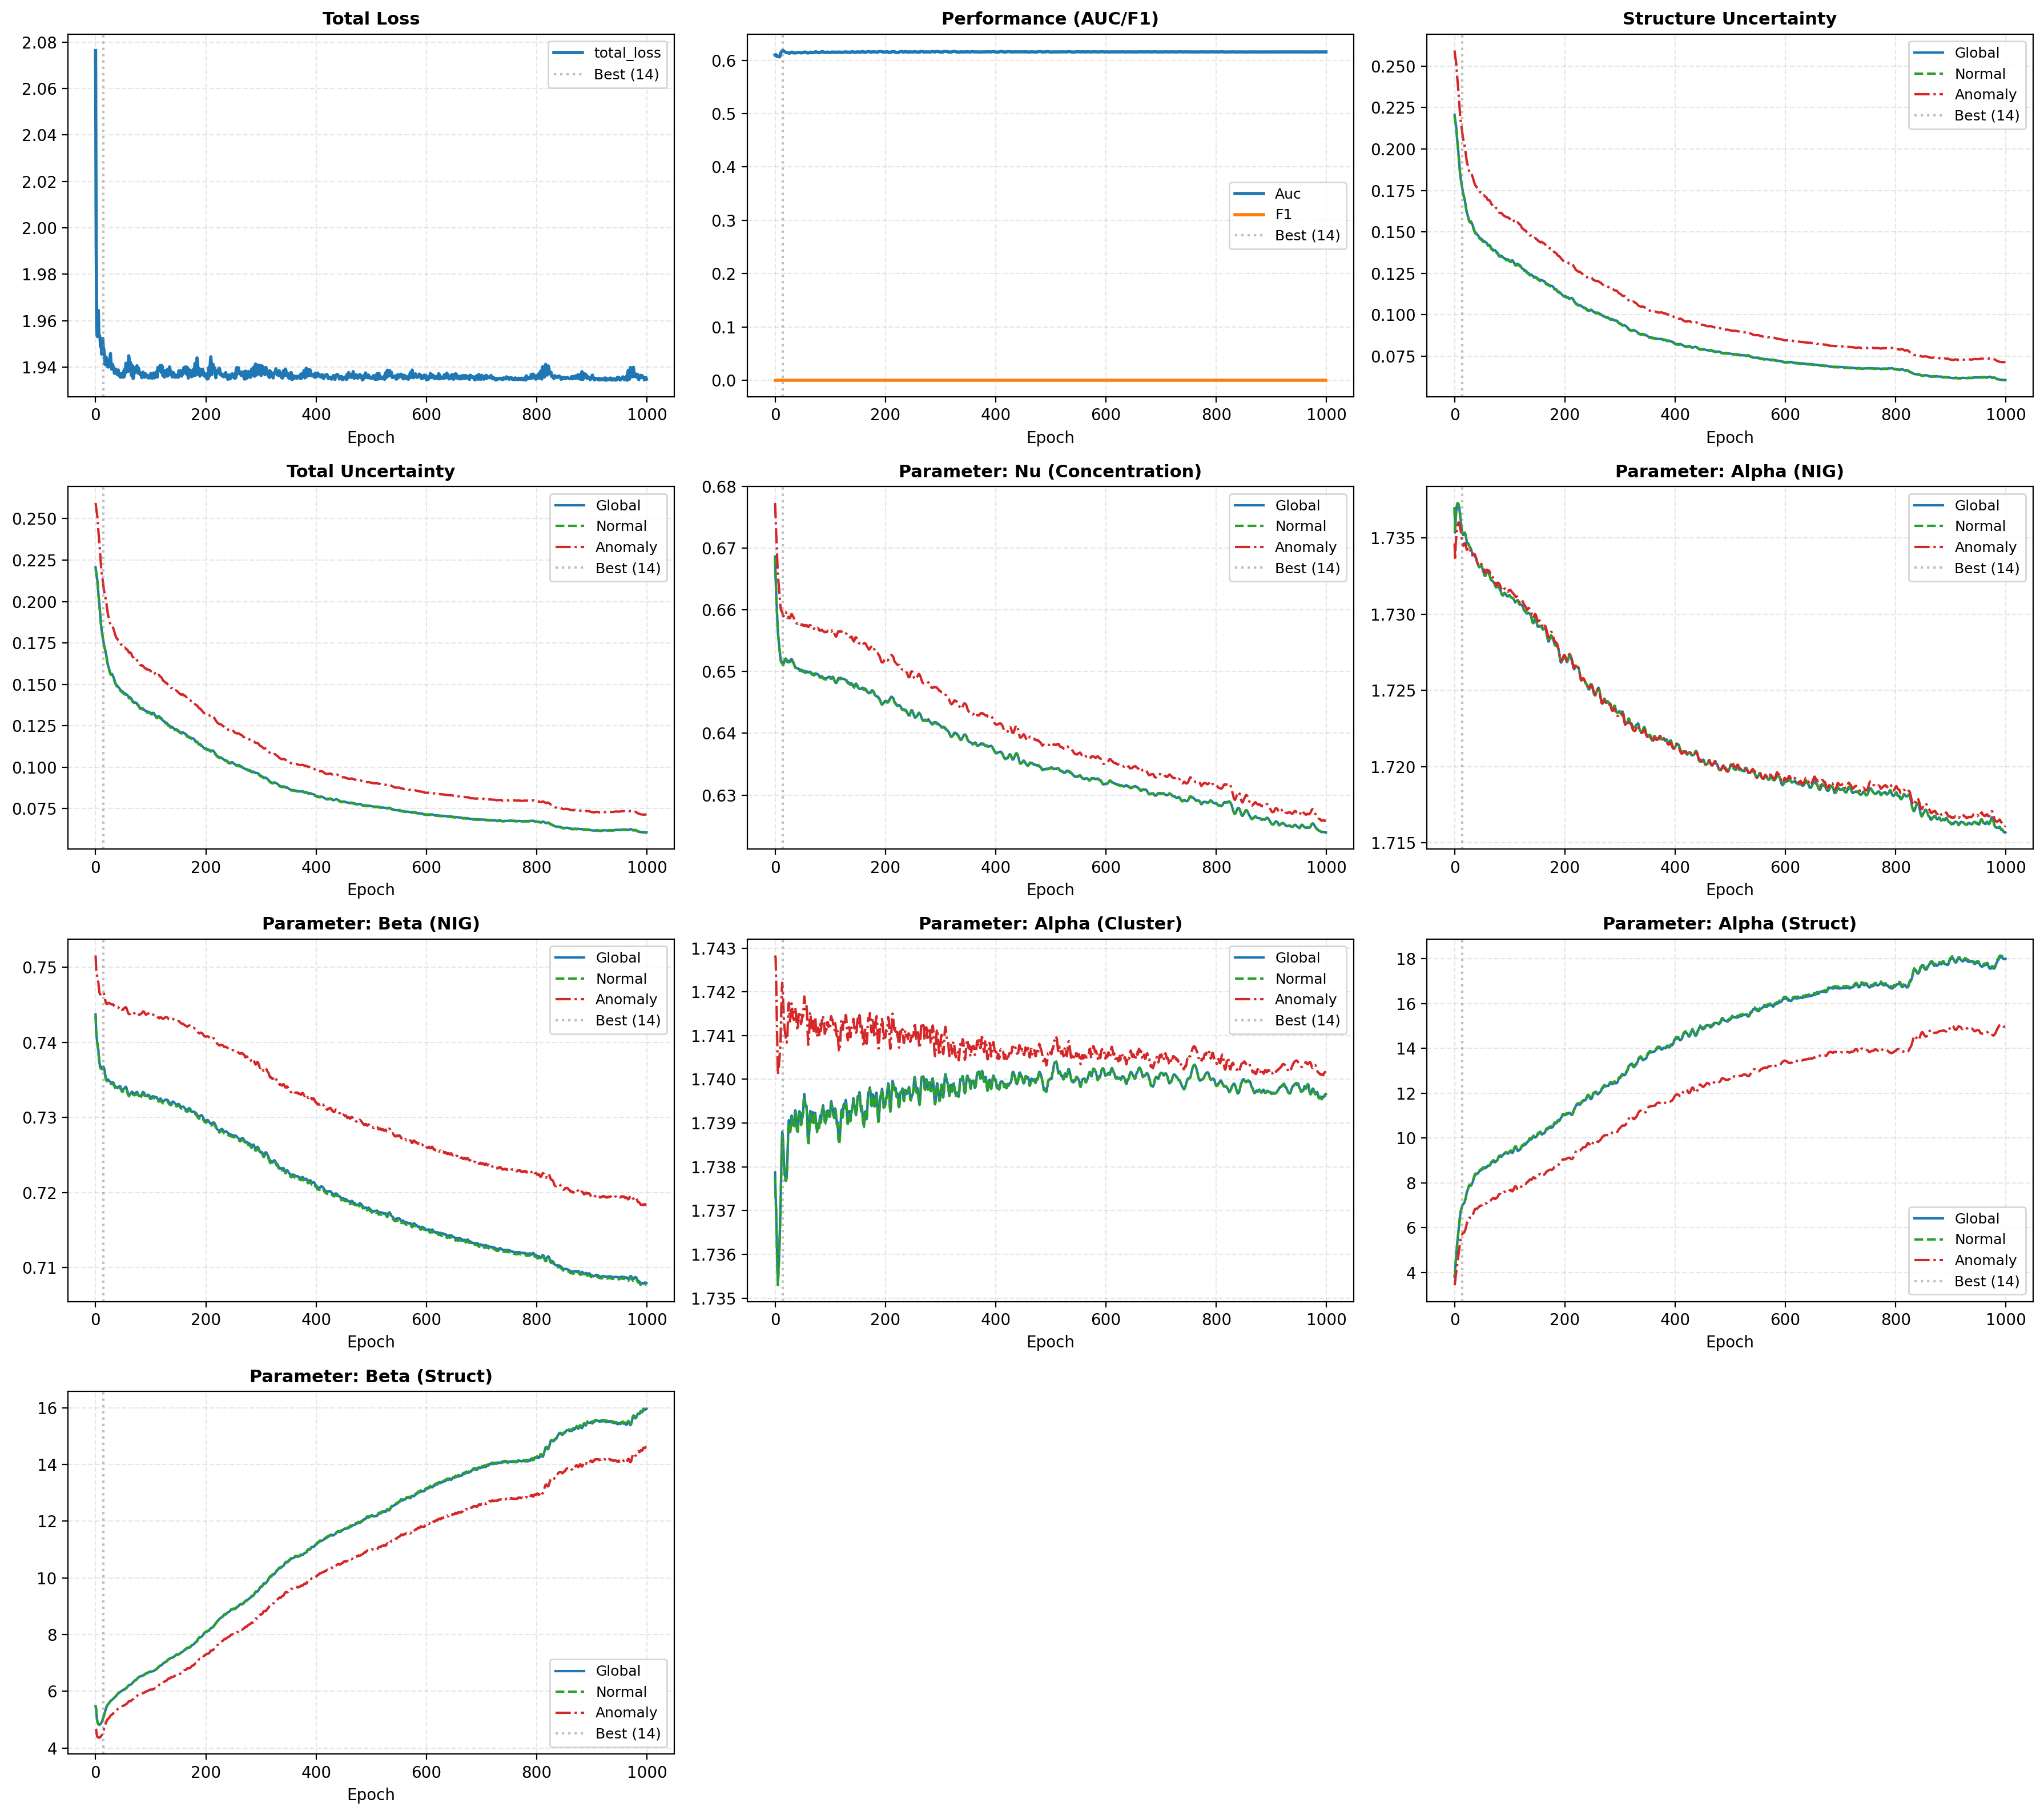 Total Loss
2.08
2.06
2.04
2.02
2.00
1.98
1.96
1.94
0 200 400 600 800 1000
Epoch
total_loss
Best (14)
Performance (AUC/F1)
0.6
0.5
0.4
0.3
0.2
0.1
0.0
0 200 400 600 800 1000
Epoch
Auc
F1
Best (14)
Structure Uncertainty
0.250
0.225
0.200
0.175
0.150
0.125
0.100
0.075
0 200 400 600 800 1000
Epoch
Global
Normal
Anomaly
Best (14)
Total Uncertainty
0.250
0.225
0.200
0.175
0.150
0.125
0.100
0.075
0 200 400 600 800 1000
Epoch
Global
Normal
Anomaly
Best (14)
Parameter: Nu (Concentration)
0.68
0.67
0.66
0.65
0.64
0.63
0 200 400 600 800 1000
Epoch
Global
Normal
Anomaly
Best (14)
Parameter: Alpha (NIG)
1.735
1.730
1.725
1.720
1.715
0 200 400 600 800 1000
Epoch
Global
Normal
Anomaly
Best (14)
Parameter: Beta (NIG)
0.75
0.74
0.73
0.72
0.71
0 200 400 600 800 1000
Epoch
Global
Normal
Anomaly
Best (14)
Parameter: Alpha (Cluster)
1.743
1.742
1.741
1.740
1.739
1.738
1.737
1.736
1.735
0 200 400 600 800 1000
Epoch
Global
Normal
Anomaly
Best (14)
Parameter: Alpha (Struct)
18
16
14
12
10
8
6
4
0 200 400 600 800 1000
Epoch
Global
Normal
Anomaly
Best (14)
Parameter: Beta (Struct)
16
14
12
10
8
6
4
0 200 400 600 800 1000
Epoch
Global
Normal
Anomaly
Best (14)